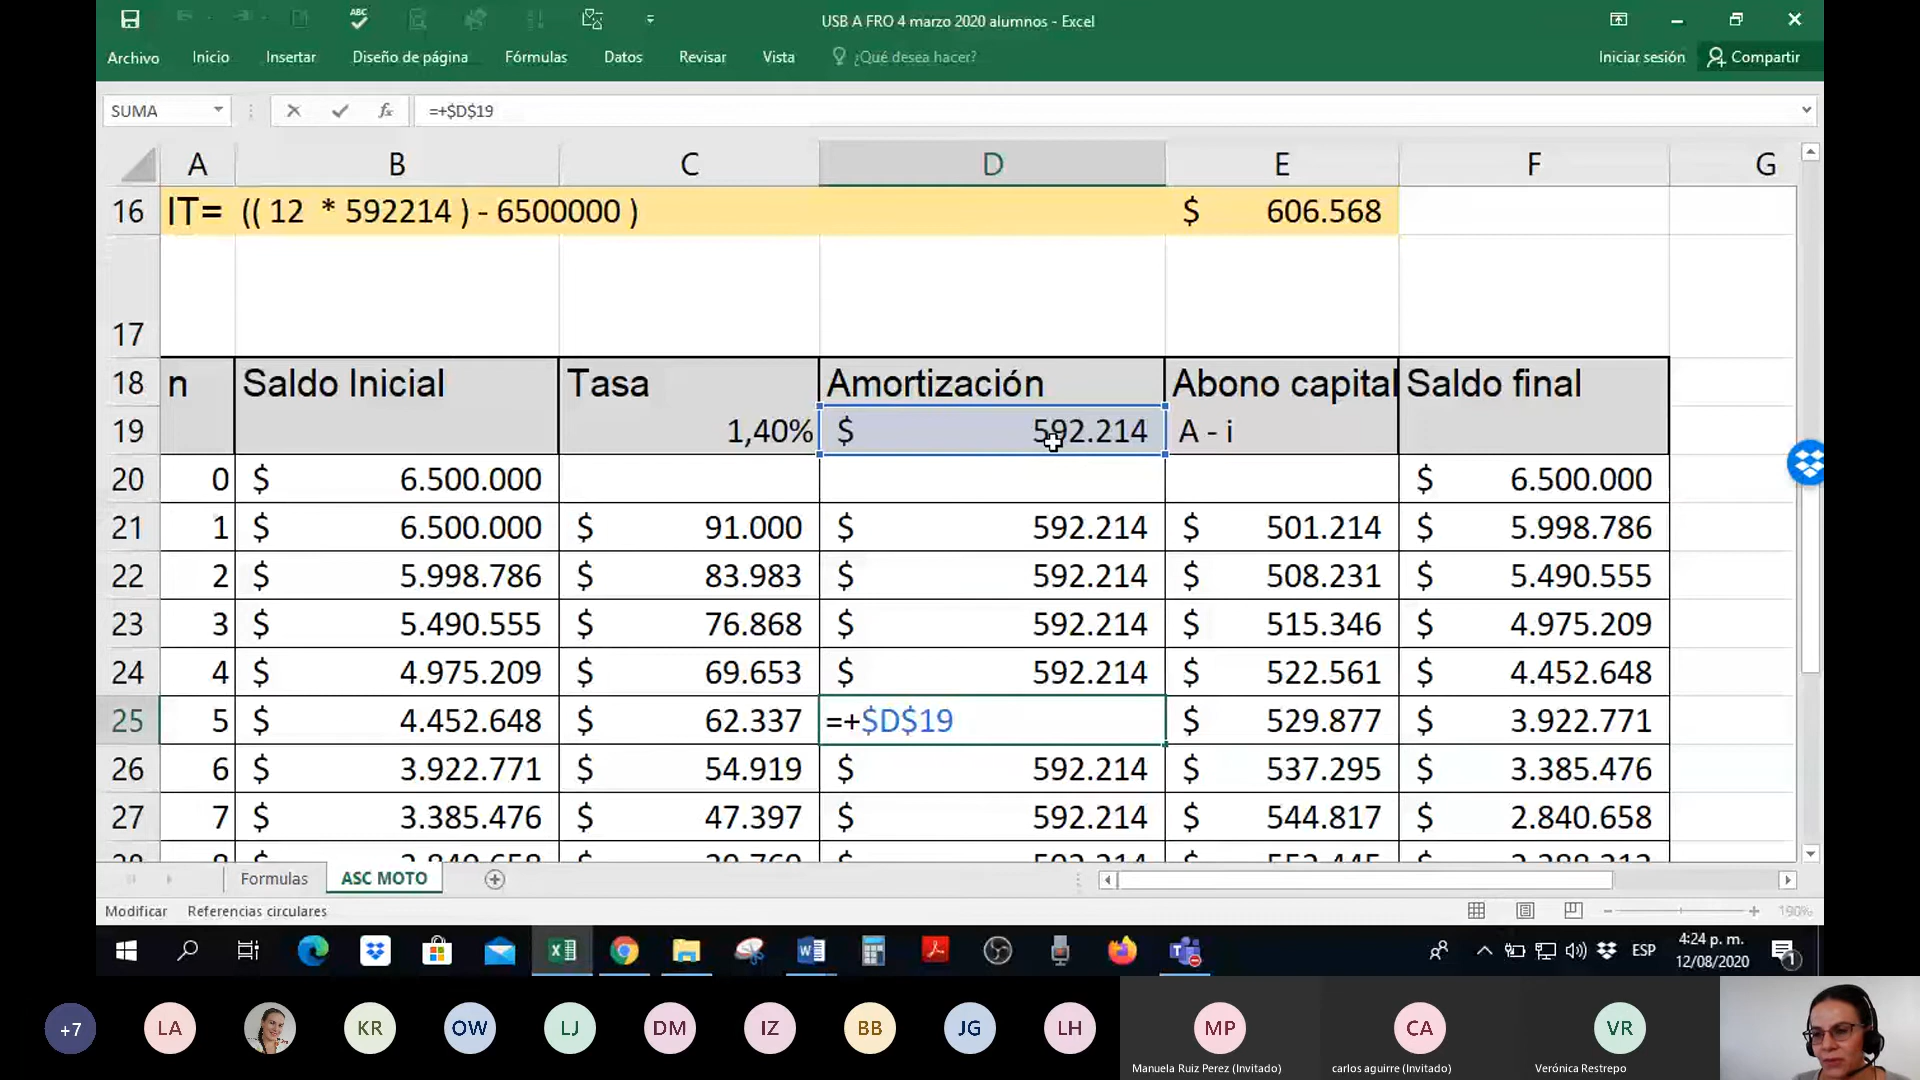 ABC
USB A FRO 4 marzo 2020 alumnos - Excel
Archivo Inicio Insertar Diseño de página Fórmulas Datos Revisar Vista ¿Qué desea hacer? Iniciar sesión Compartir
SUMA fx =+$D$19
A B C D E F G
16 IT= (( 12 * 592214 ) - 6500000 ) $ 606.568
17
18 n Saldo Inicial Tasa Amortización Abono capital Saldo final
19 1,40% $ 592.214 A - i
20 0 $ 6.500.000 $ 6.500.000
21 1 $ 6.500.000 $ 91.000 $ 592.214 $ 501.214 $ 5.998.786
22 2 $ 5.998.786 $ 83.983 $ 592.214 $ 508.231 $ 5.490.555
23 3 $ 5.490.555 $ 76.868 $ 592.214 $ 515.346 $ 4.975.209
24 4 $ 4.975.209 $ 69.653 $ 592.214 $ 522.561 $ 4.452.648
25 5 $ 4.452.648 $ 62.337 =+$D$19 $ 529.877 $ 3.922.771
26 6 $ 3.922.771 $ 54.919 $ 592.214 $ 537.295 $ 3.385.476
27 7 $ 3.385.476 $ 47.397 $ 592.214 $ 544.817 $ 2.840.658
Formulas ASC MOTO
Modificar Referencias circulares 190%
ESP 4:24 p. m.
12/08/2020 1
+7 LA KR OW LJ DM IZ BB JG LH MP CA VR
Manuela Ruiz Perez (Invitado) carlos aguirre (Invitado) Verónica Restrepo